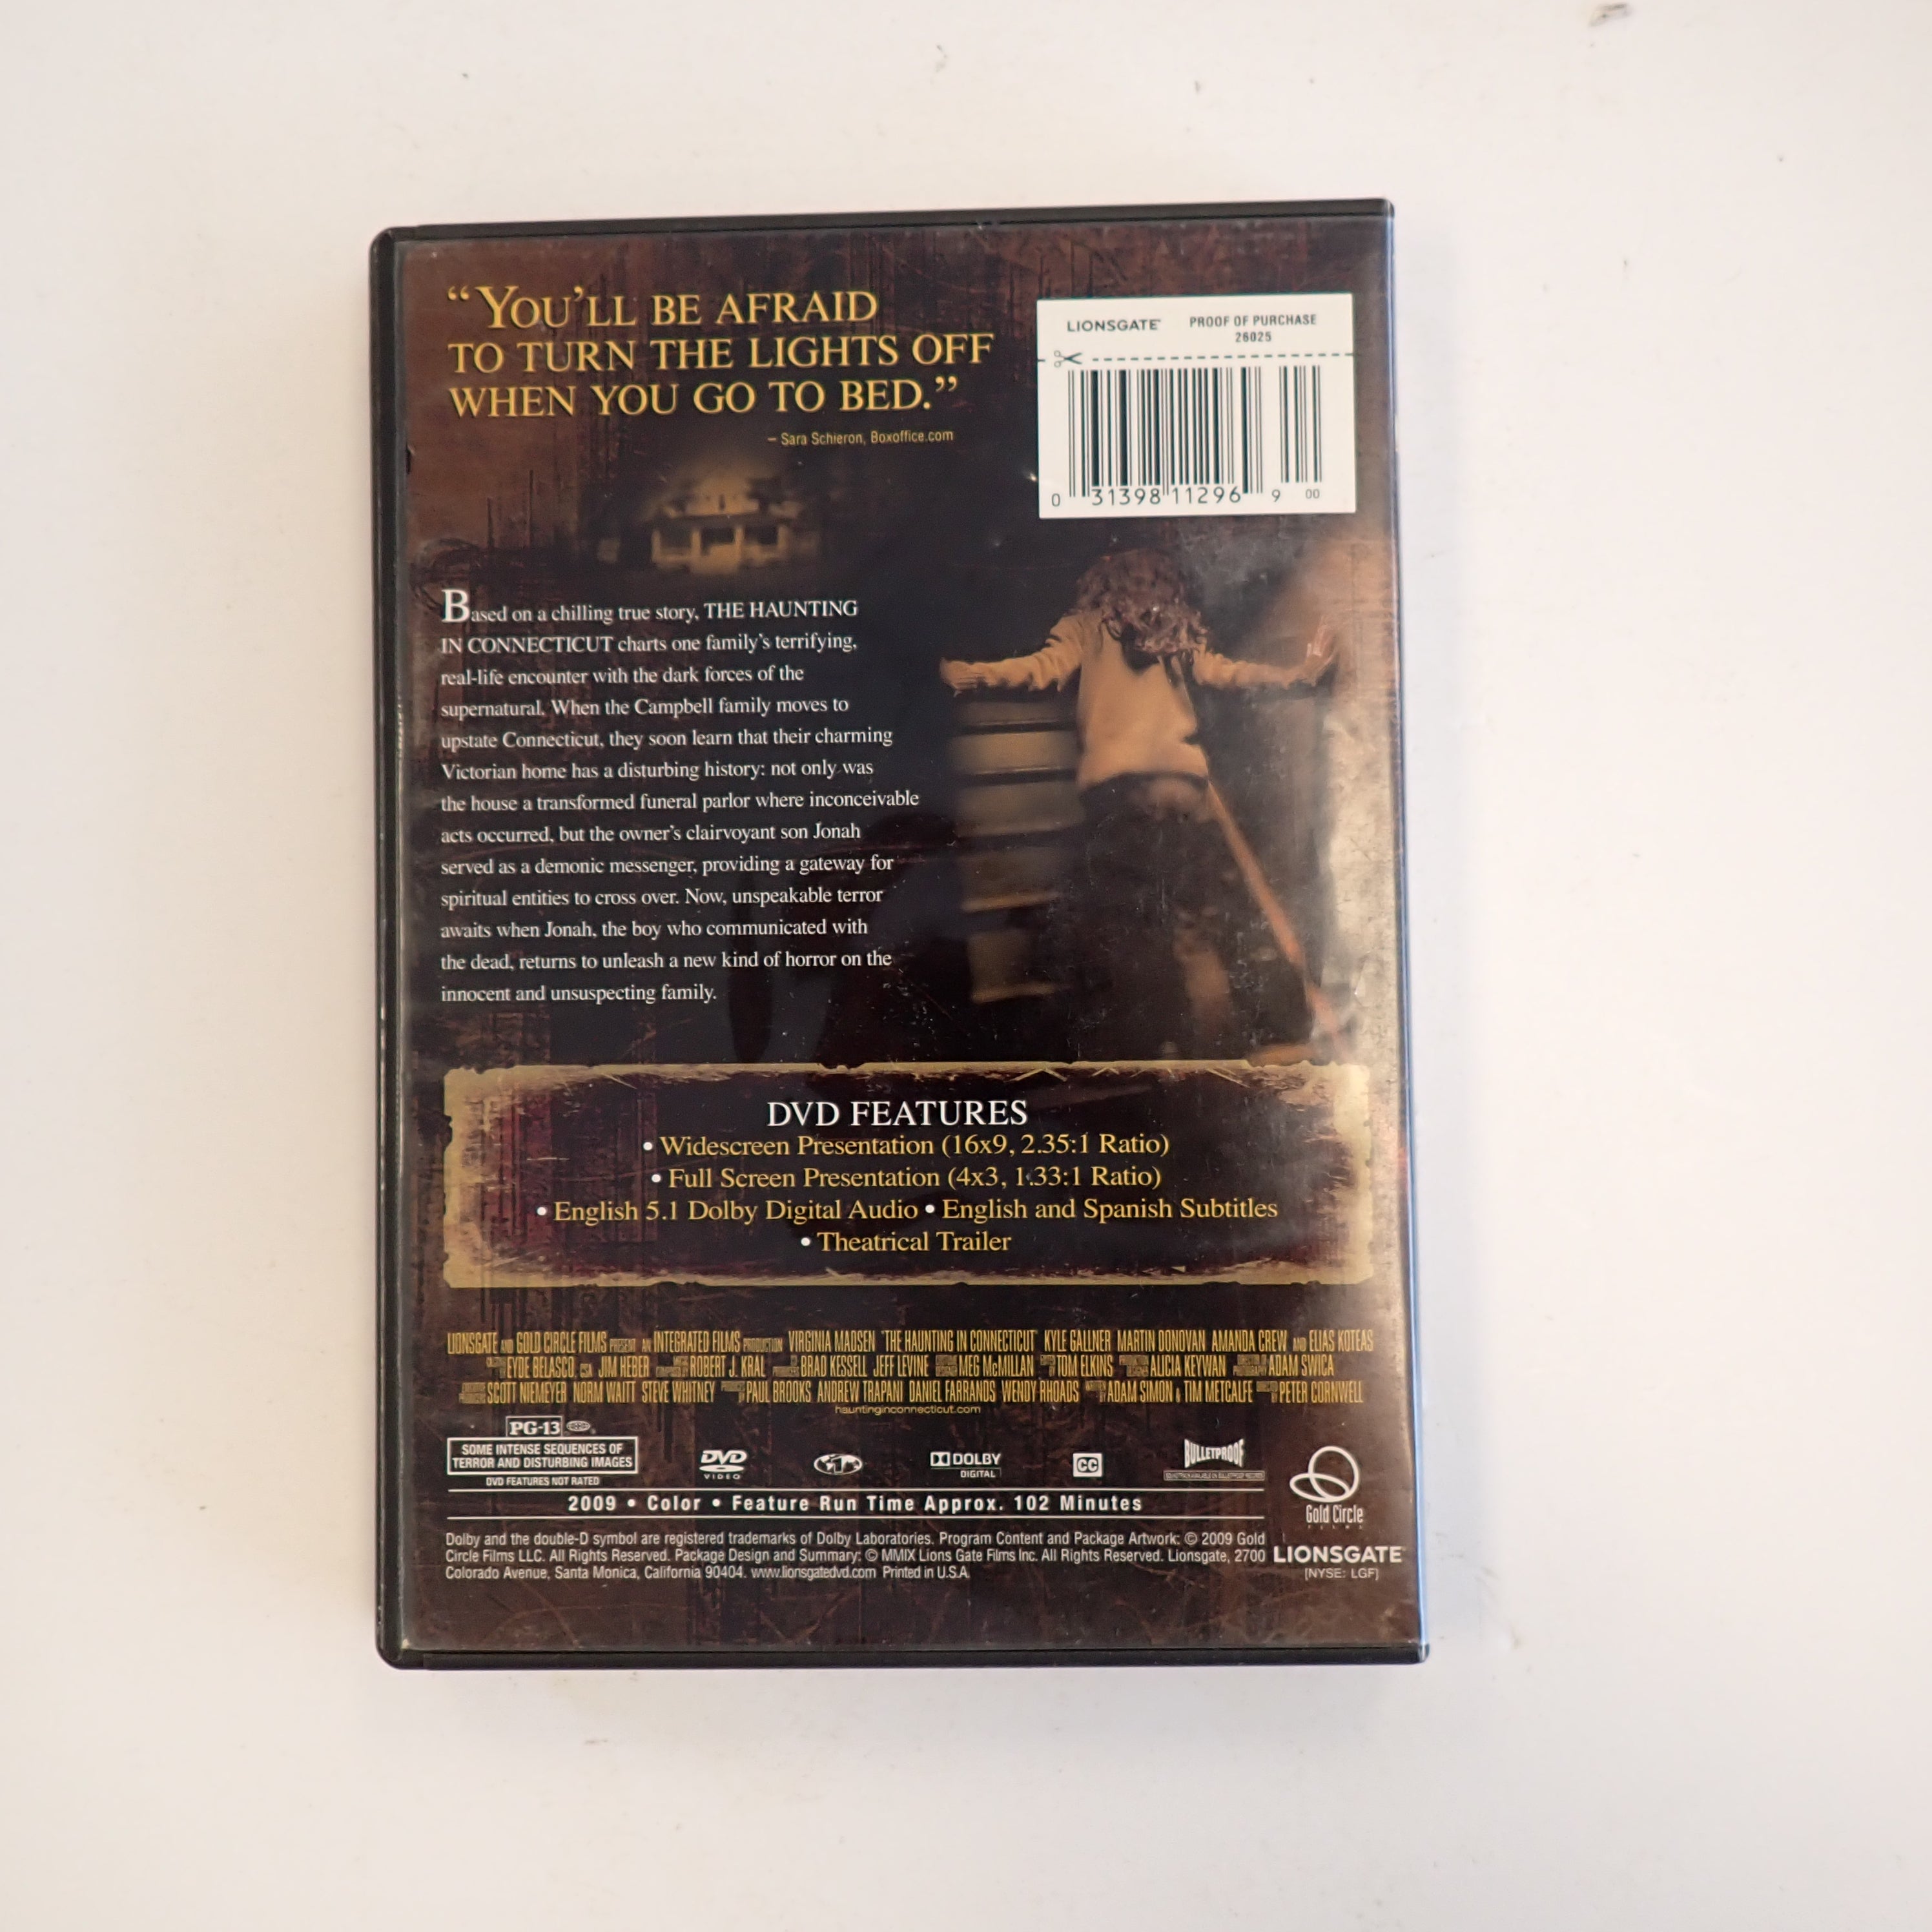 “YOU’LL BE AFRAID
TO TURN THE LIGHTS OFF
WHEN YOU GO TO BED.”
– Sara Schieron, Boxoffice.com
LIONSGATE PROOF OF PURCHASE
26025
0 31398 11296 9 00
Based on a chilling true story, THE HAUNTING
IN CONNECTICUT charts one family’s terrifying,
real-life encounter with the dark forces of the
supernatural. When the Campbell family moves to
upstate Connecticut, they soon learn that their charming
Victorian home has a disturbing history: not only was
the house a transformed funeral parlor where inconceivable
acts occurred, but the owner’s clairvoyant son Jonah
served as a demonic messenger, providing a gateway for
spiritual entities to cross over. Now, unspeakable terror
awaits when Jonah, the boy who communicated with
the dead, returns to unleash a new kind of horror on the
innocent and unsuspecting family.
DVD FEATURES
• Widescreen Presentation (16x9, 2.35:1 Ratio)
• Full Screen Presentation (4x3, 1.33:1 Ratio)
• English 5.1 Dolby Digital Audio • English and Spanish Subtitles
• Theatrical Trailer
LIONSGATE AND GOLD CIRCLE FILMS PRESENT AN INTEGRATED FILMS PRODUCTION VIRGINIA MADSEN "THE HAUNTING IN CONNECTICUT" KYLE GALLNER MARTIN DONOVAN AMANDA CREW AND ELIAS KOTEAS
EYDE BELASCO, CSA JIM HEBER ROBERT J. KRAL BRAD KESSELL JEFF LEVINE MEG McMILLAN TOM ELKINS ALICIA KEYWAN ADAM SWICA
SCOTT NIEMEYER NORM WAITT STEVE WHITNEY PAUL BROOKS ANDREW TRAPANI DANIEL FARRANDS WENDY RHOADS ADAM SIMON & TIM METCALFE PETER CORNWELL
hauntinginconnecticut.com
PG-13
SOME INTENSE SEQUENCES OF
TERROR AND DISTURBING IMAGES
DVD FEATURES NOT RATED
DVD
VIDEO
1
DOLBY
DIGITAL
CC
BULLETPROOF
Gold Circle
FILMS
2009 • Color • Feature Run Time Approx. 102 Minutes
Dolby and the double-D symbol are registered trademarks of Dolby Laboratories. Program Content and Package Artwork: © 2009 Gold
Circle Films LLC. All Rights Reserved. Package Design and Summary: © MMIX Lions Gate Films Inc. All Rights Reserved. Lionsgate, 2700
Colorado Avenue, Santa Monica, California 90404. www.lionsgatedvd.com Printed in U.S.A.
LIONSGATE
[NYSE: LGF]